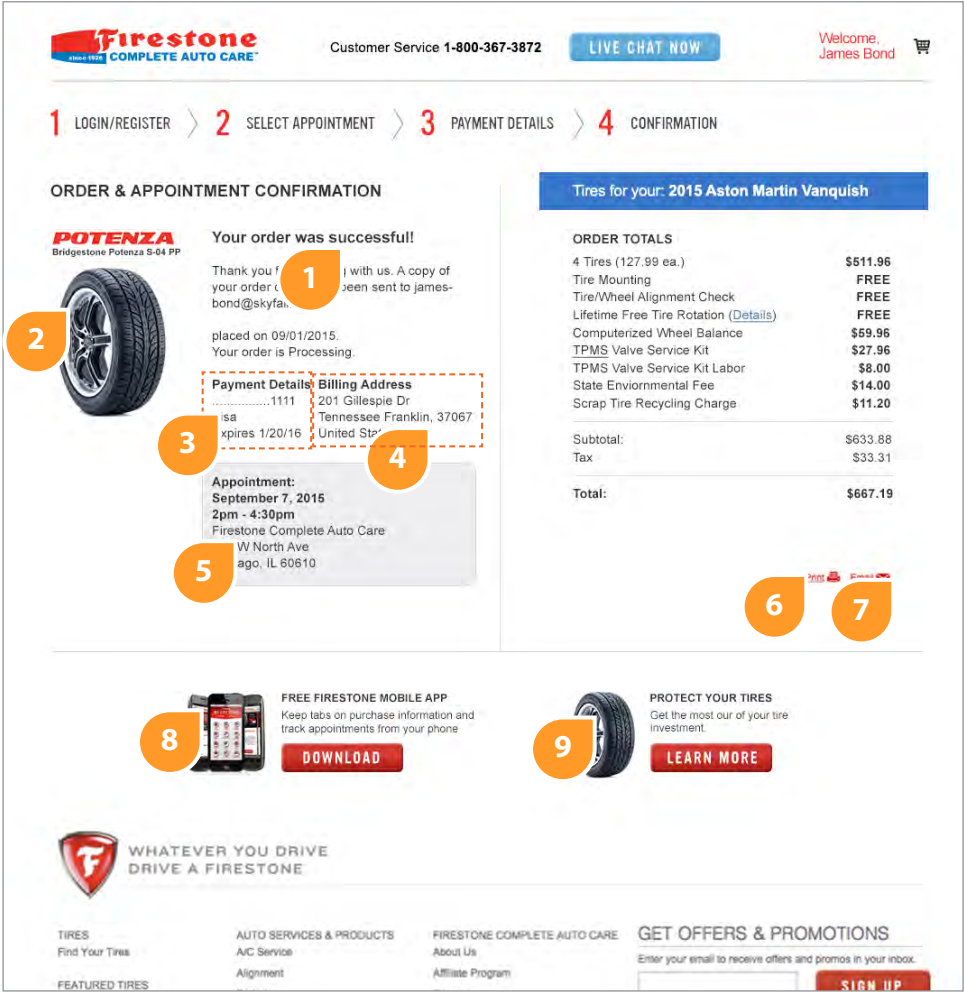 Firestone
since 1926 COMPLETE AUTO CARE
Customer Service 1-800-367-3872
LIVE CHAT NOW
Welcome,
James Bond
1 LOGIN/REGISTER
2 SELECT APPOINTMENT
3 PAYMENT DETAILS
4 CONFIRMATION
ORDER & APPOINTMENT CONFIRMATION
POTENZA
Bridgestone Potenza S-04 PP
2
Your order was successful!
Thank you with us. A copy of
your order een sent to james-
bond@skyfa
1
placed on 09/01/2015.
Your order is Processing.
Payment Details
................1111
isa
xpires 1/20/16
3
Billing Address
201 Gillespie Dr
Tennessee Franklin, 37067
United Sta
4
Appointment:
September 7, 2015
2pm - 4:30pm
Firestone Complete Auto Care
W North Ave
ago, IL 60610
5
Tires for your: 2015 Aston Martin Vanquish
ORDER TOTALS
4 Tires (127.99 ea.) $511.96
Tire Mounting FREE
Tire/Wheel Alignment Check FREE
Lifetime Free Tire Rotation (Details) FREE
Computerized Wheel Balance $59.96
TPMS Valve Service Kit $27.96
TPMS Valve Service Kit Labor $8.00
State Enviornmental Fee $14.00
Scrap Tire Recycling Charge $11.20
Subtotal: $633.88
Tax $33.31
Total: $667.19
Print Email
6
7
8
FREE FIRESTONE MOBILE APP
Keep tabs on purchase information and
track appointments from your phone
DOWNLOAD
9
PROTECT YOUR TIRES
Get the most our of your tire
investment.
LEARN MORE
F
WHATEVER YOU DRIVE
DRIVE A FIRESTONE
TIRES
Find Your Tires
FEATURED TIRES
AUTO SERVICES & PRODUCTS
A/C Service
Alignment
FIRESTONE COMPLETE AUTO CARE
About Us
Affiliate Program
GET OFFERS & PROMOTIONS
Enter your email to receive offers and promos in your inbox.
SIGN UP